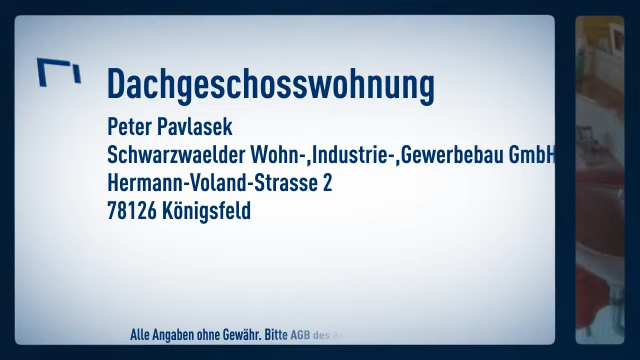 Dachgeschosswohnung
Peter Pavlasek
Schwarzwaelder Wohn-,Industrie-,Gewerbebau GmbH
Hermann-Voland-Strasse 2
78126 Königsfeld
Alle Angaben ohne Gewähr. Bitte AGB des